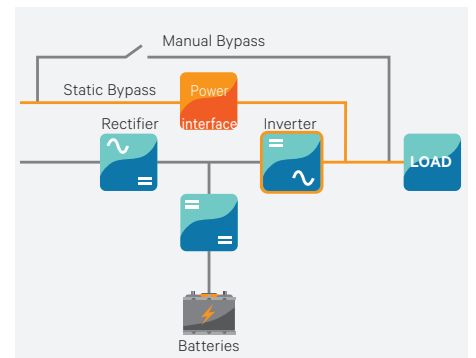 Manual Bypass
Static Bypass
Power
interface
Rectifier
Inverter
LOAD
Batteries